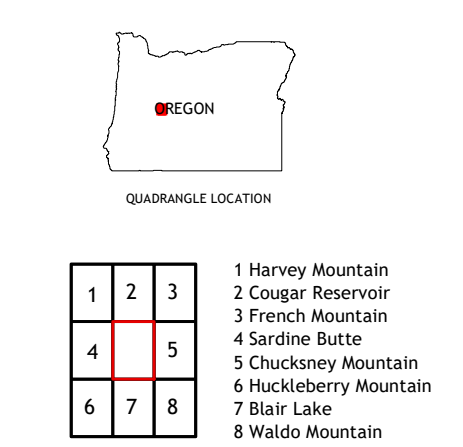 OREGON
QUADRANGLE LOCATION
1 2 3
4 5
6 7 8
1 Harvey Mountain
2 Cougar Reservoir
3 French Mountain
4 Sardine Butte
5 Chucksney Mountain
6 Huckleberry Mountain
7 Blair Lake
8 Waldo Mountain